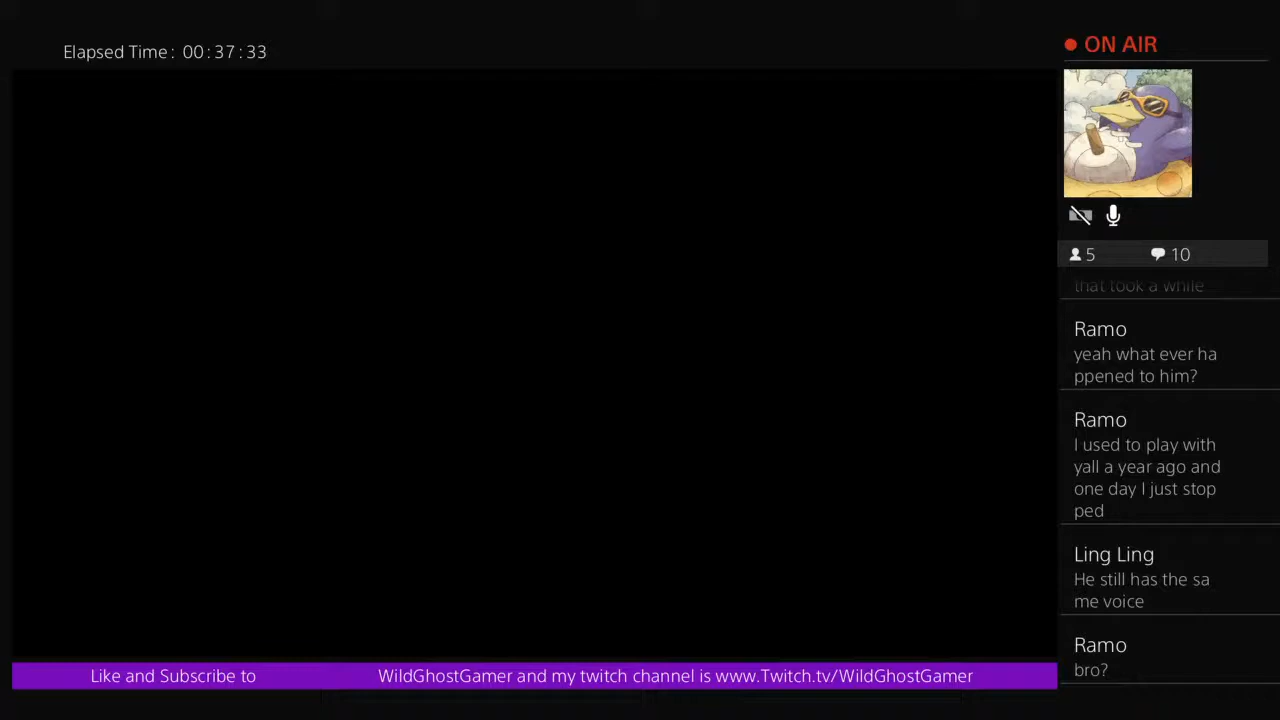 Elapsed Time: 00:37:33
ON AIR
5 10
that took a while
Ramo
yeah what ever ha
ppened to him?
Ramo
I used to play with
yall a year ago and
one day I just stop
ped
Ling Ling
He still has the sa
me voice
Ramo
bro?
Like and Subscribe to WildGhostGamer and my twitch channel is www.Twitch.tv/WildGhostGamer